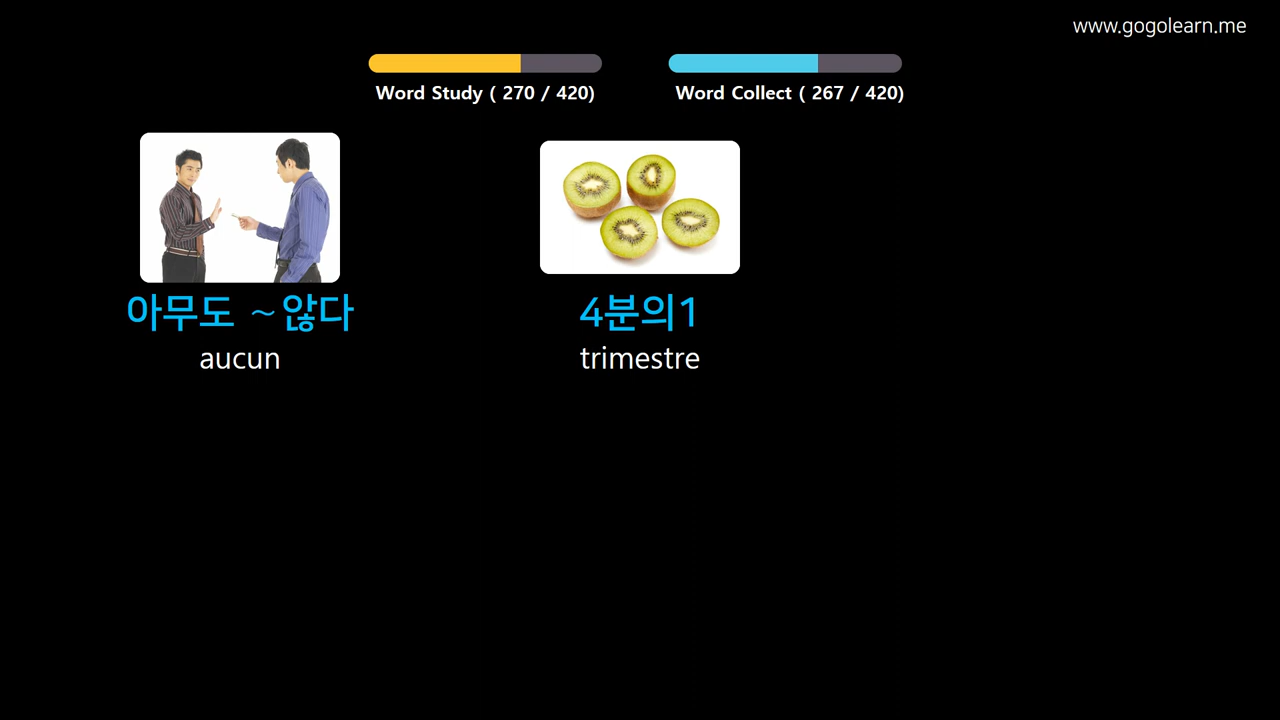 www.gogolearn.me
Word Study ( 270 / 420)
Word Collect ( 267 / 420)
아무도 ~않다
aucun
4분의1
trimestre